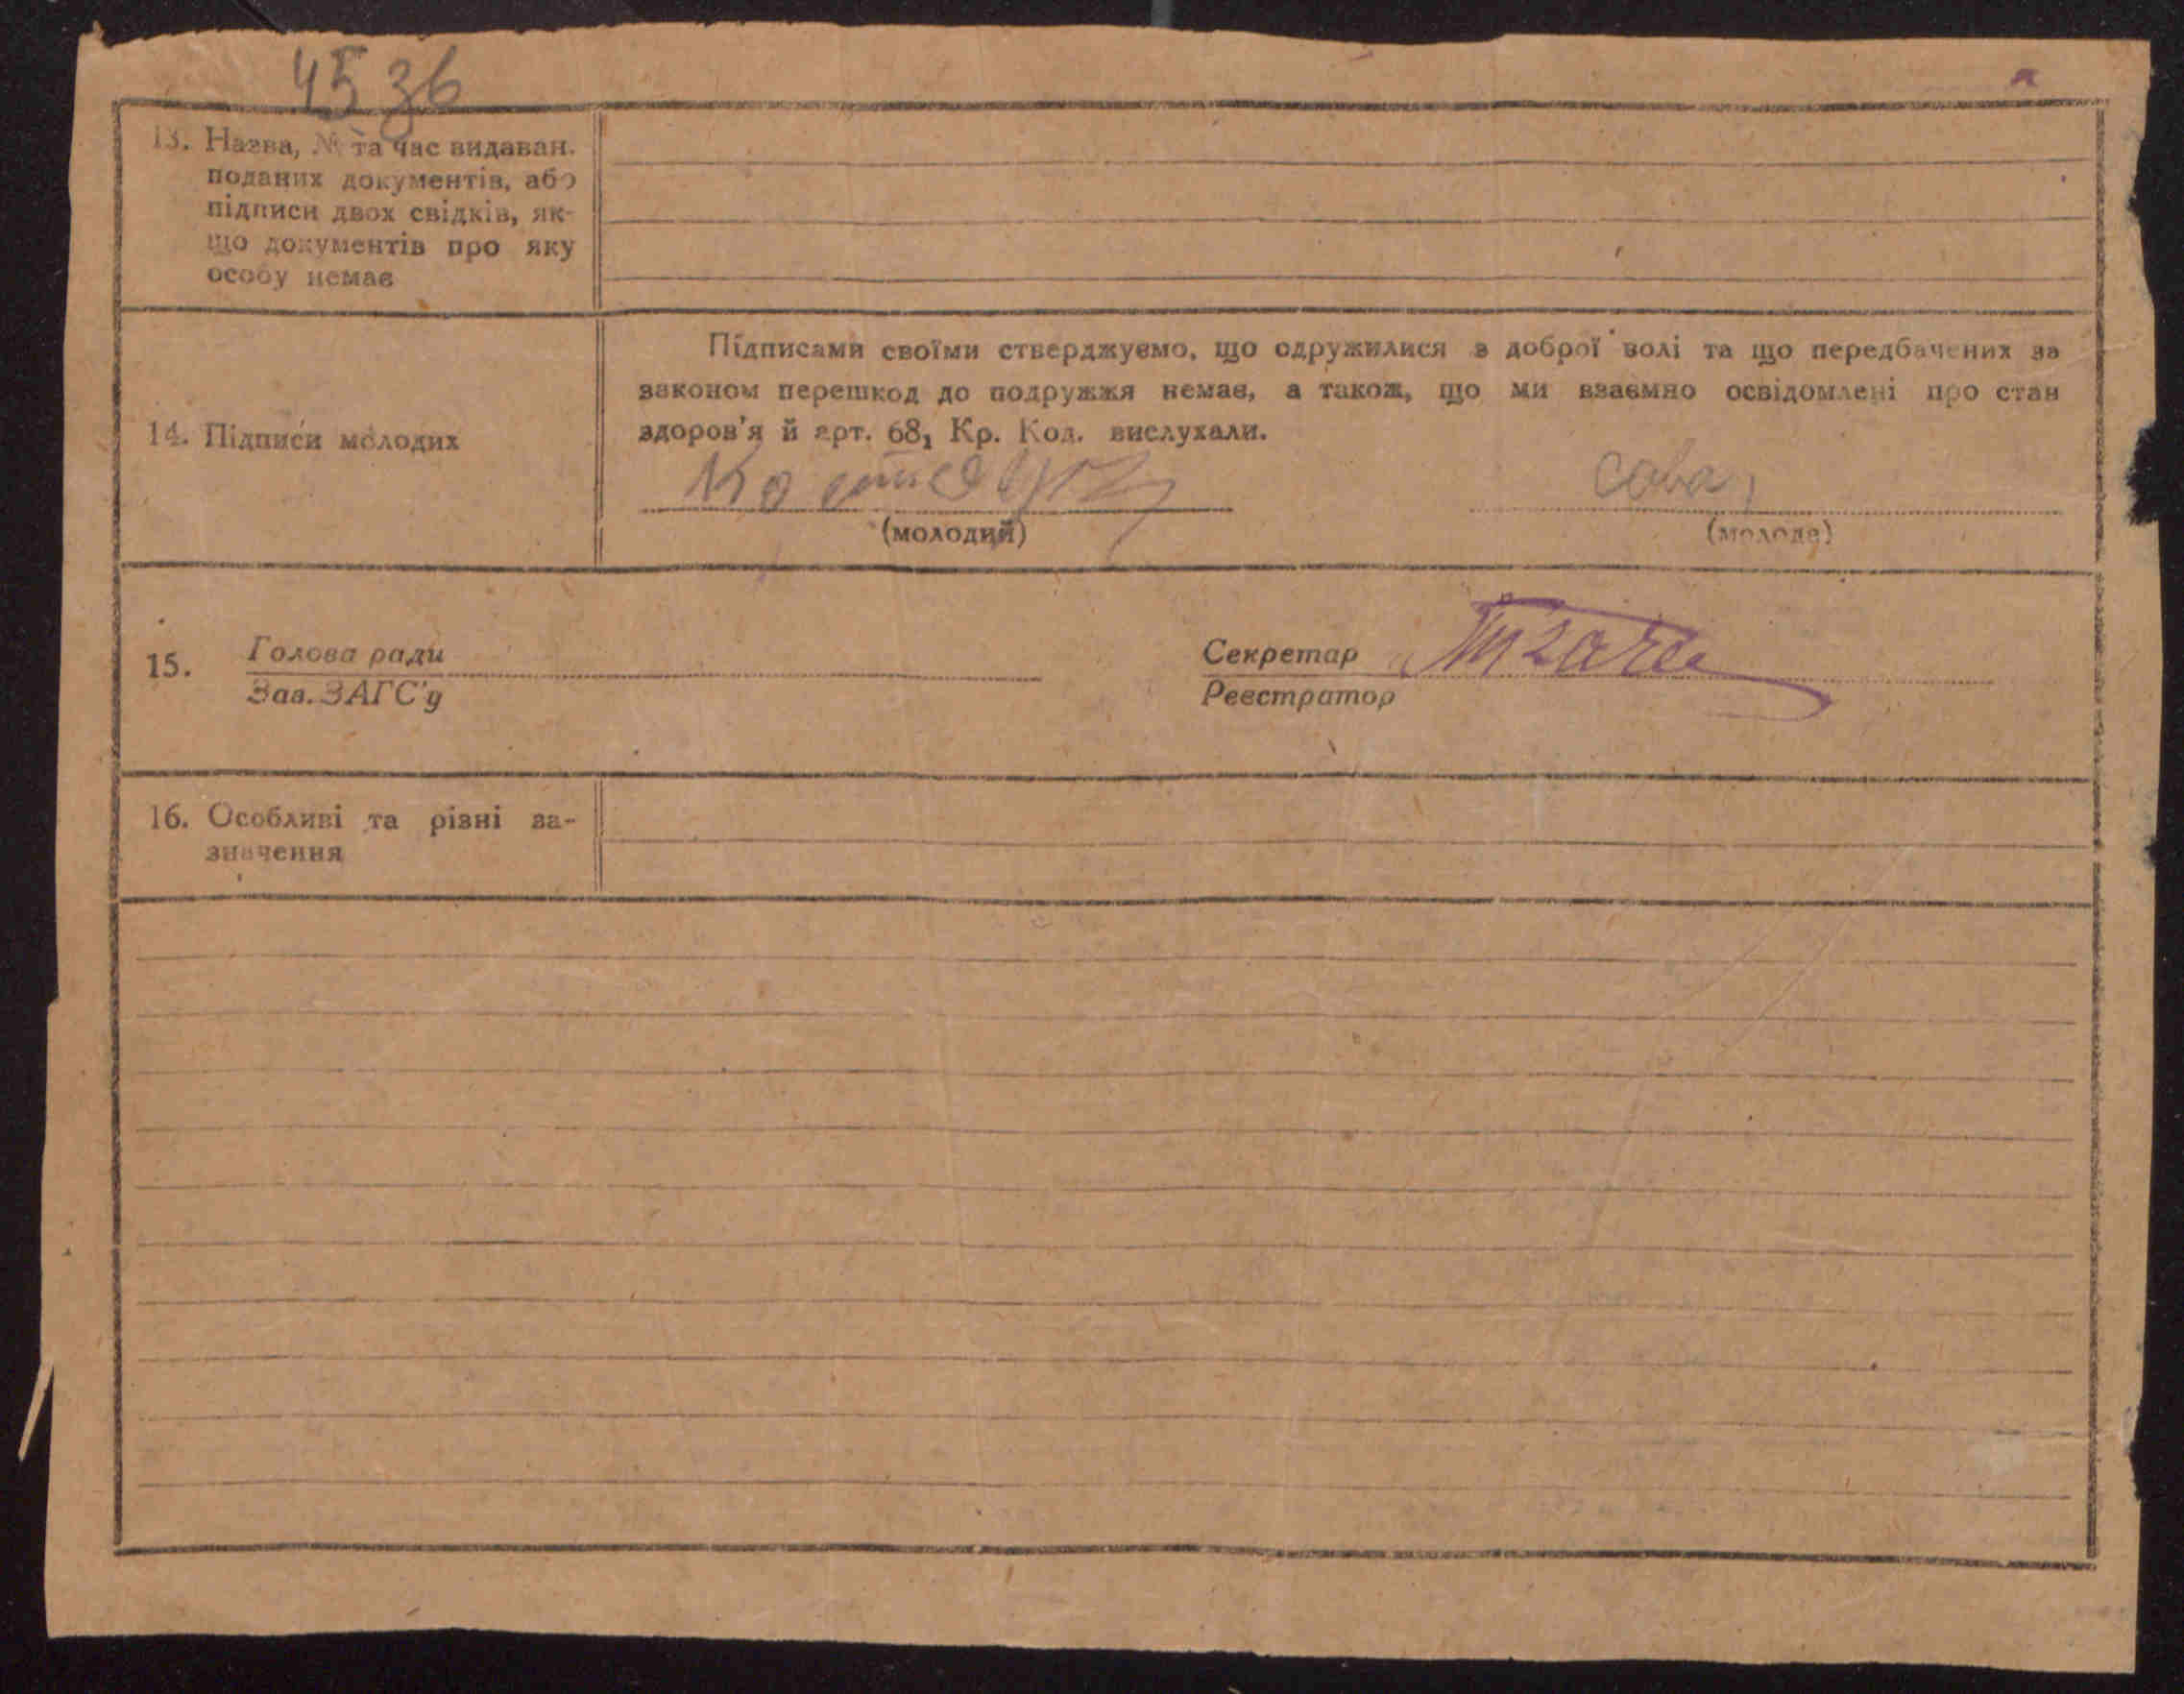 4536
13. Назва, № та час видаван.
поданих документів, або
підписи двох свідків, як-
що документів про яку
особу немає
14. Підписи молодих
Підписами своїми стверджуємо, що одружилися з доброї волі та що передбачених за
законом перешкод до подружжя немає, а також, що ми взаємно освідомлені про стан
здоров'я й арт. 68₁ Кр. Код. вислухали.
Сова
(молодий) (молода)
15. Голова ради Секретар
Зав. ЗАГС'у Реєстратор
16. Особливі та різні за-
значення